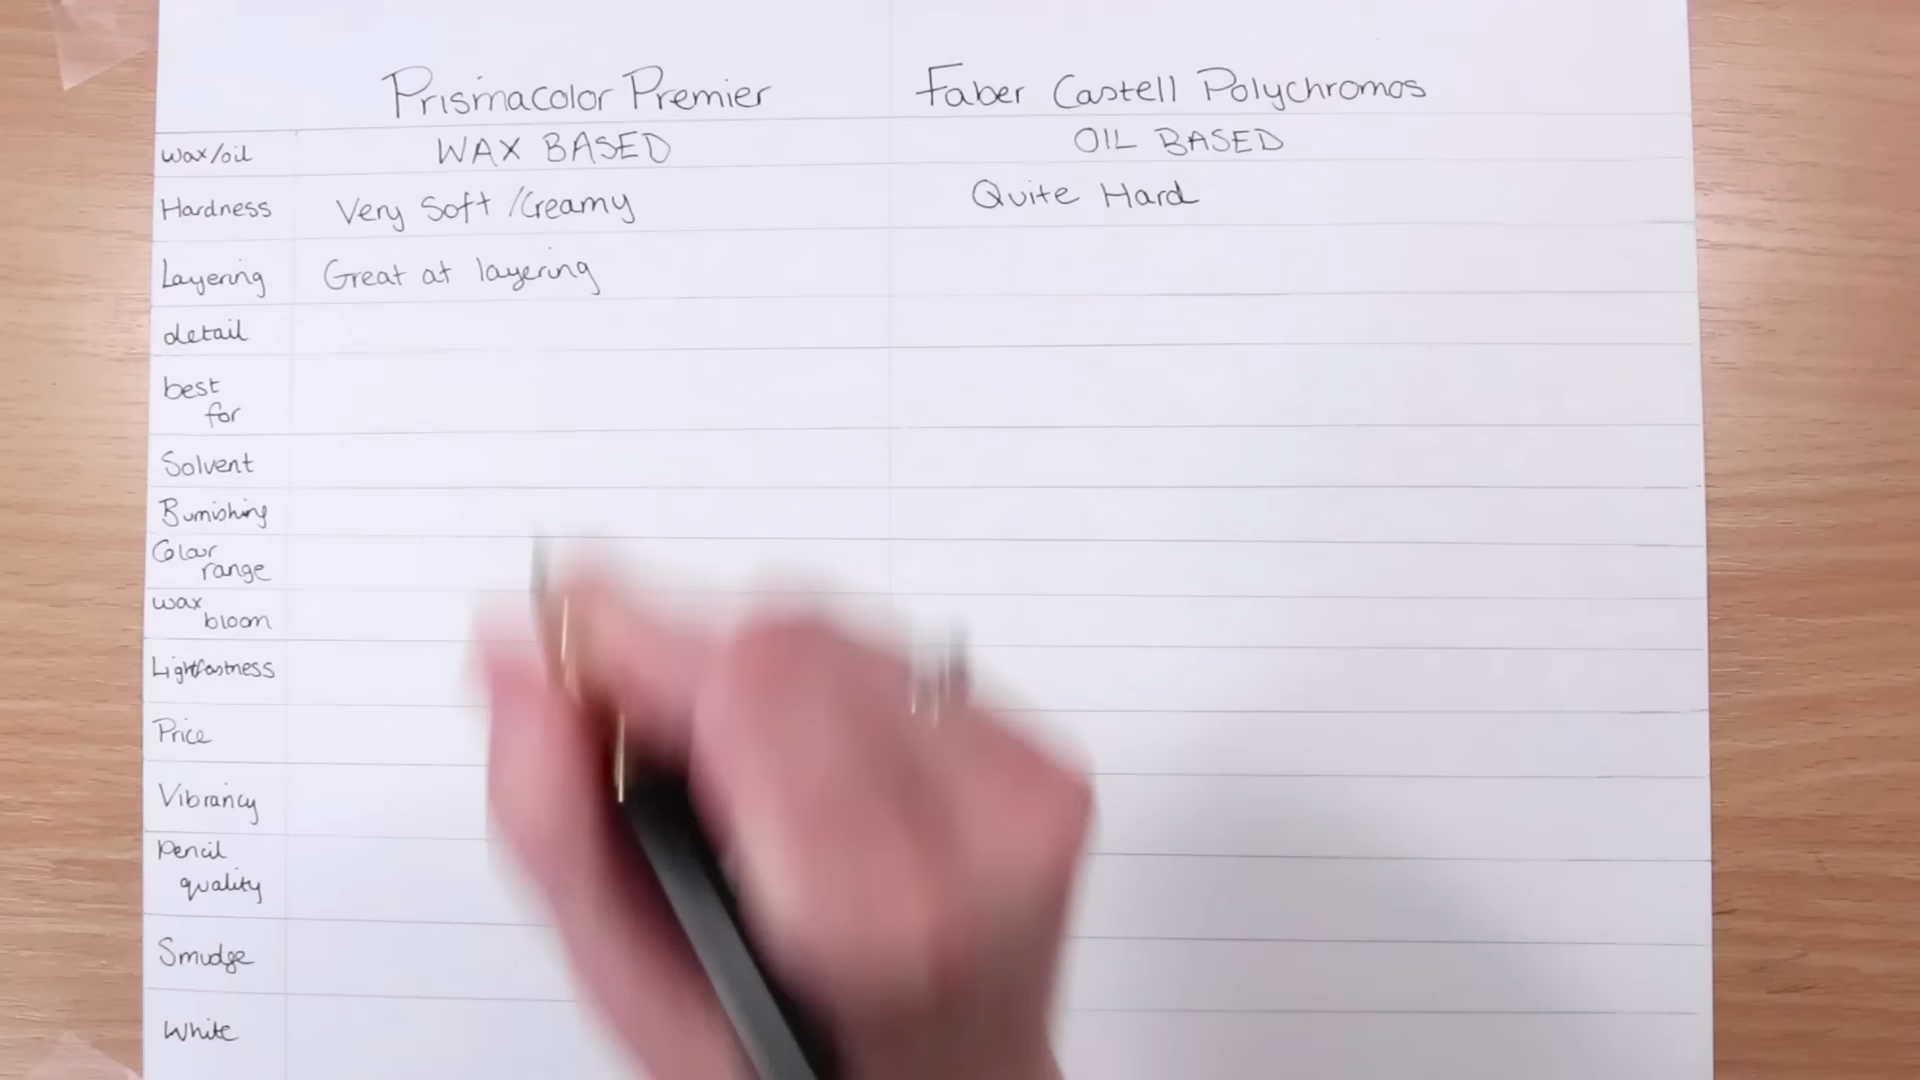 Prismacolor Premier Faber Castell Polychromos
wax/oil WAX BASED OIL BASED
Hardness Very Soft /Creamy Quite Hard
Layering Great at layering
detail
best
for
Solvent
Burnishing
Colour
range
wax
bloom
Lightfastness
Price
Vibrancy
Pencil
quality
Smudge
White